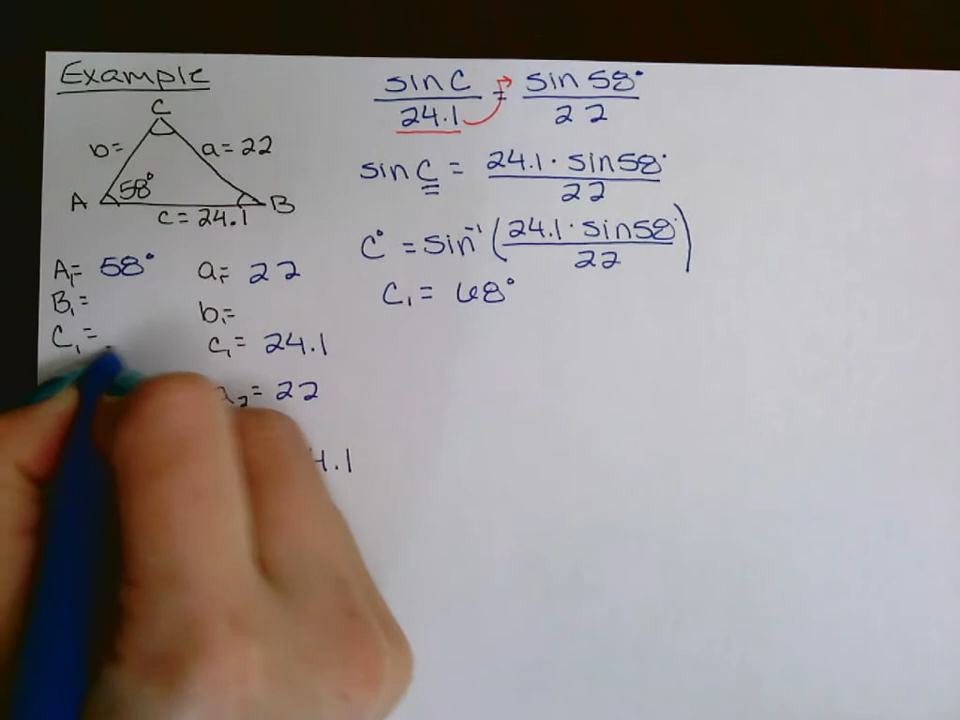 Example
C
b= a = 22
A 58° B
c = 24.1
A₁= 58° a₁= 22
B₁= b₁=
C₁= c₁= 24.1
a₂= 22
4.1
sin C / 24.1 = sin 58° / 22
sin C = 24.1 · sin 58° / 22
C° = sin⁻¹ ( 24.1 · sin 58° / 22 )
C₁ = 68°